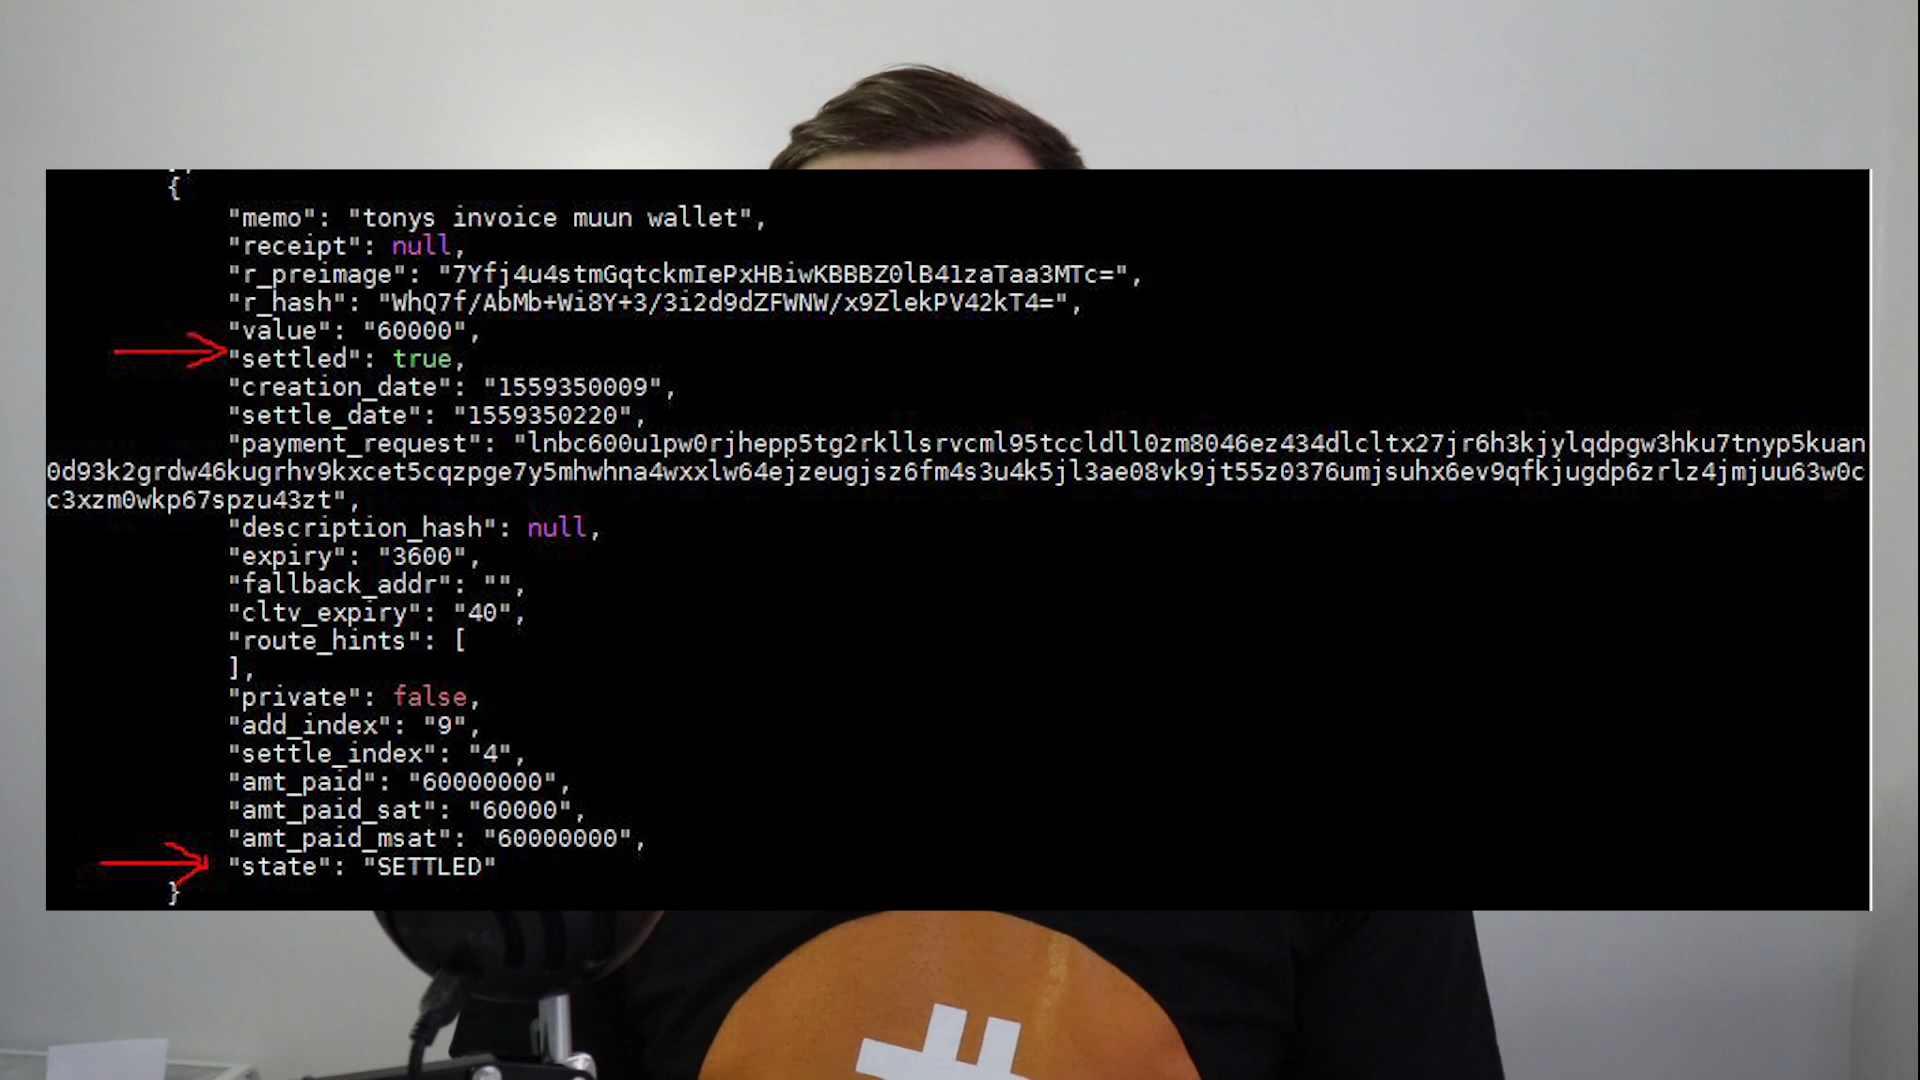 {
"memo": "tonys invoice muun wallet",
"receipt": null,
"r_preimage": "7Yfj4u4stmGqtckmIePxHBiwKBBBZ0lB41zaTaa3MTc=",
"r_hash": "WhQ7f/AbMb+Wi8Y+3/3i2d9dZFWNW/x9ZlekPV42kT4=",
"value": "60000",
"settled": true,
"creation_date": "1559350009",
"settle_date": "1559350220",
"payment_request": "lnbc600u1pw0rjhepp5tg2rkllsrvcml95tccldll0zm8046ez434dlcltx27jr6h3kjylqdpgw3hku7tnyp5kuan
0d93k2grdw46kugrhv9kxcet5cqzpge7y5mhwhna4wxxlw64ejzeugjsz6fm4s3u4k5jl3ae08vk9jt55z0376umjsuhx6ev9qfkjugdp6zrlz4jmjuu63w0c
c3xzm0wkp67spzu43zt",
"description_hash": null,
"expiry": "3600",
"fallback_addr": "",
"cltv_expiry": "40",
"route_hints": [
],
"private": false,
"add_index": "9",
"settle_index": "4",
"amt_paid": "60000000",
"amt_paid_sat": "60000",
"amt_paid_msat": "60000000",
"state": "SETTLED"
}